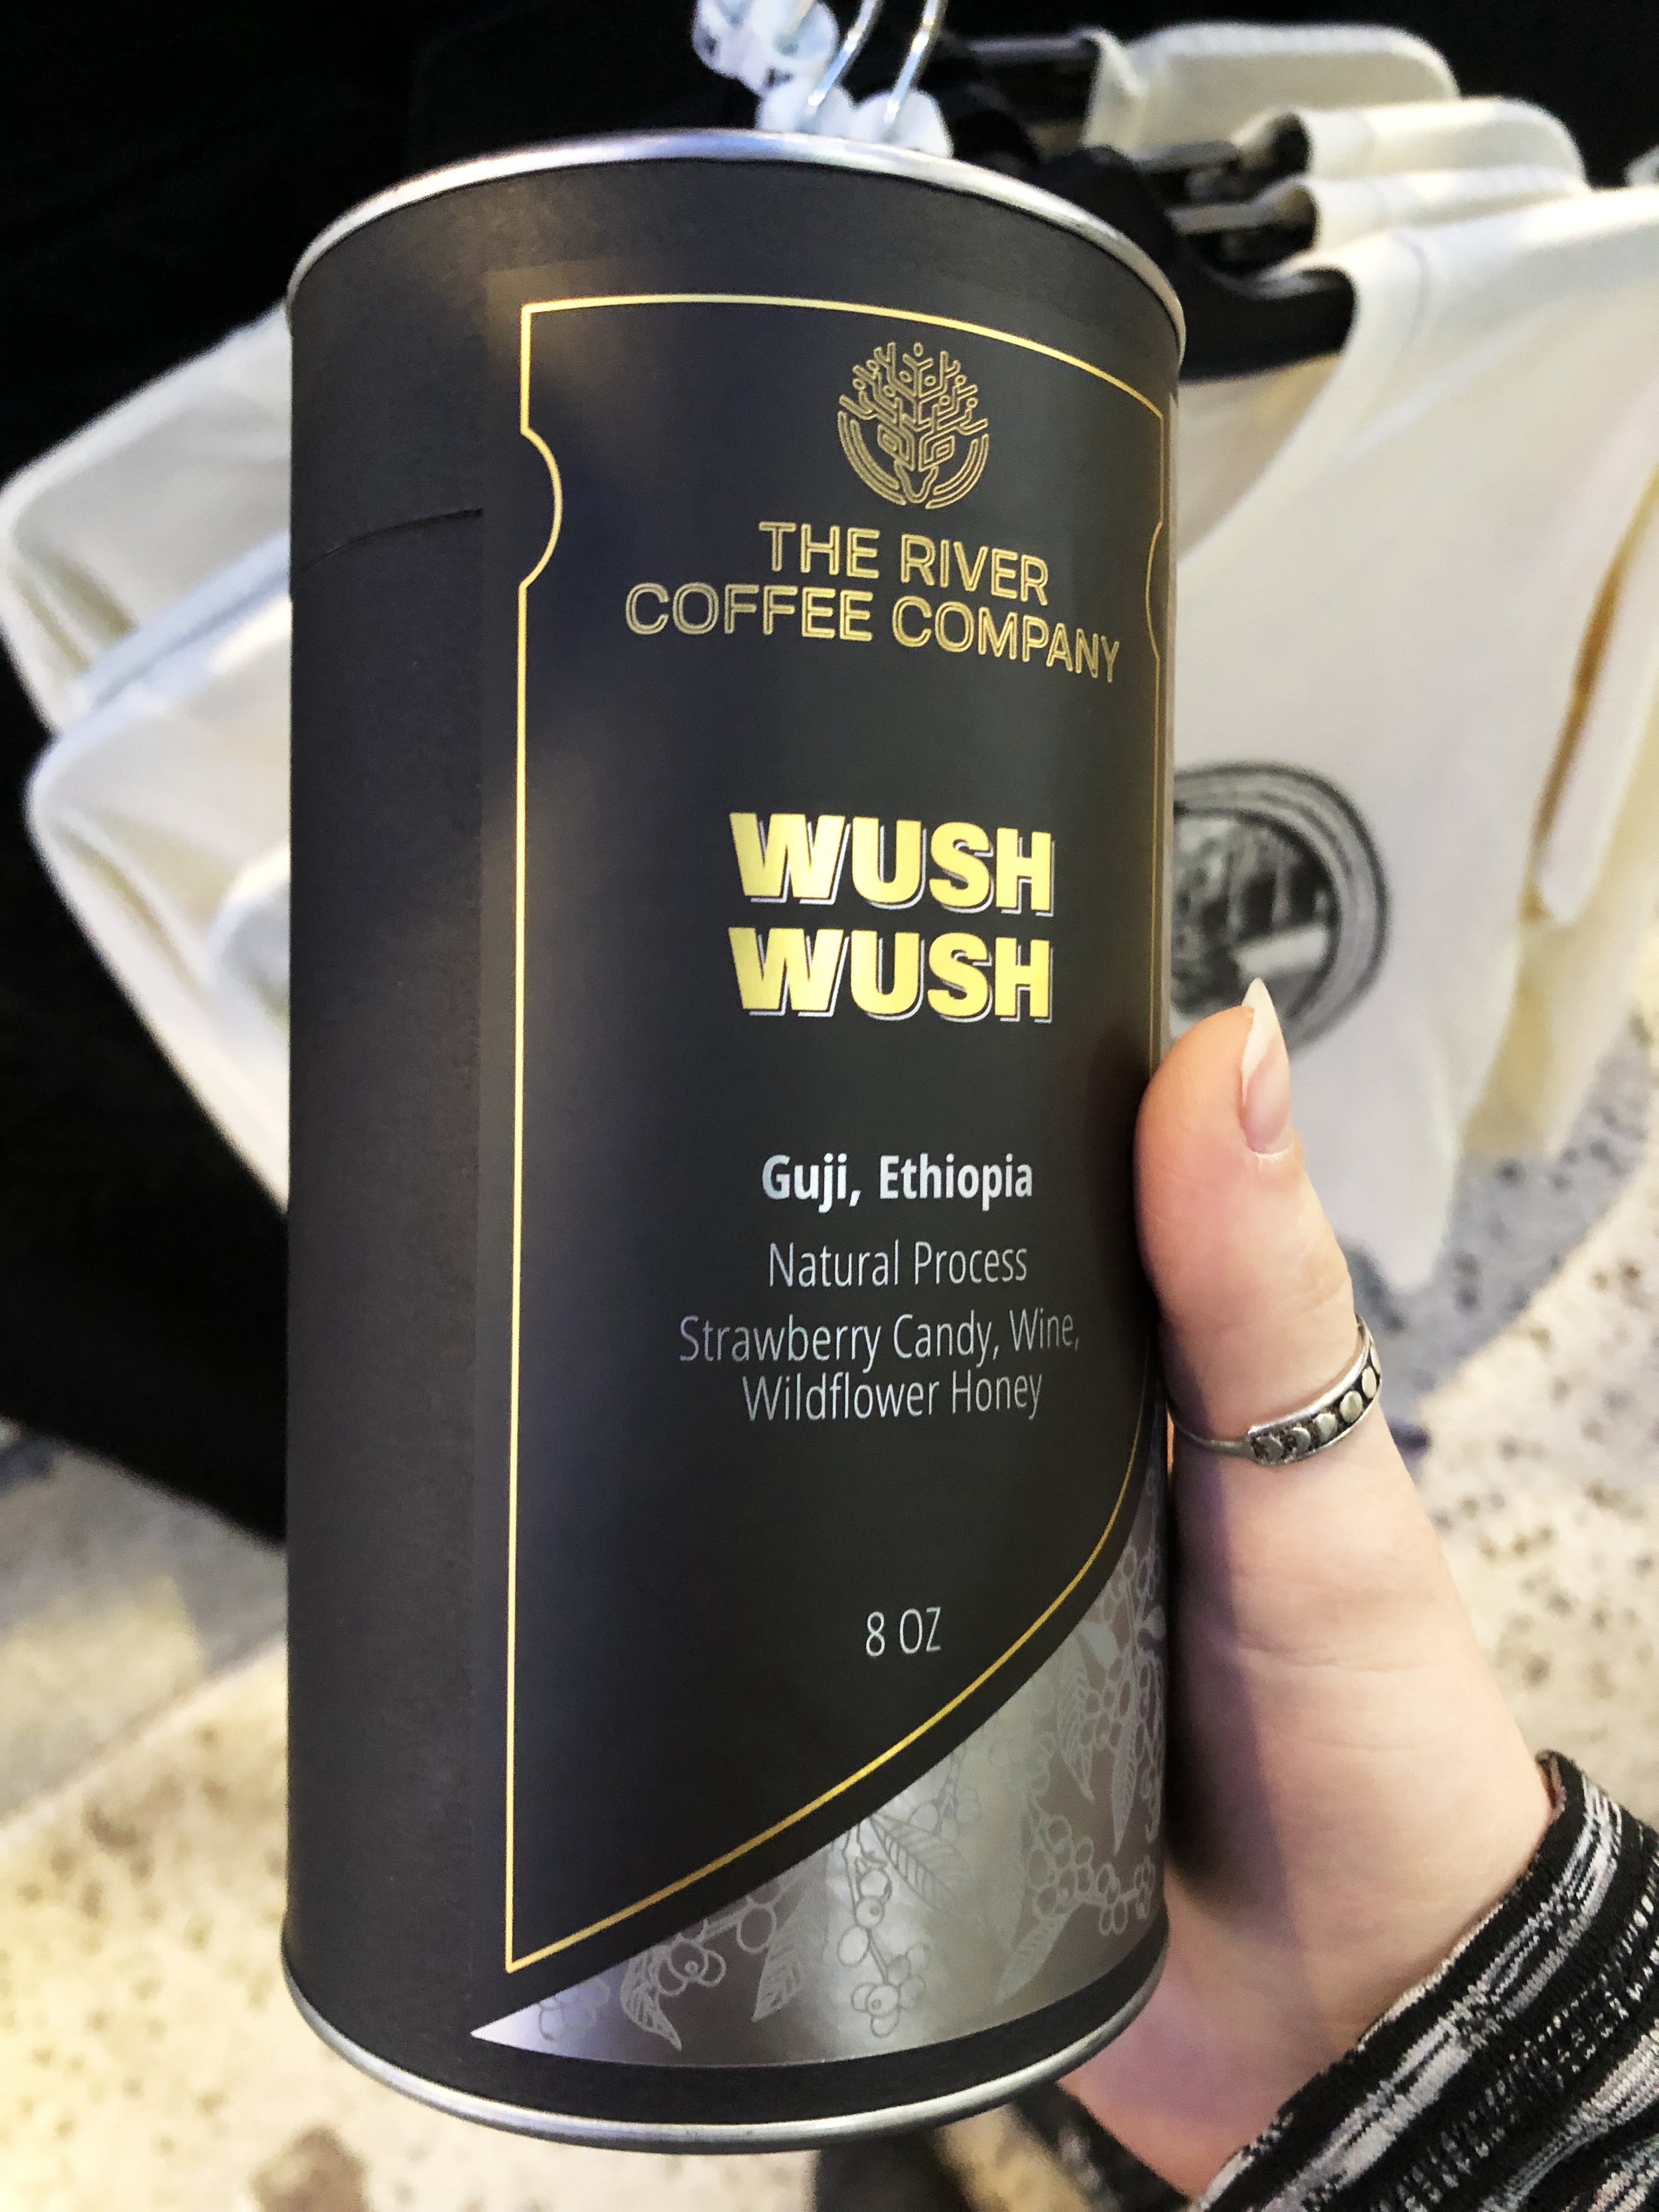 THE RIVER
COFFEE COMPANY
WUSH
WUSH
Guji, Ethiopia
Natural Process
Strawberry Candy, Wine,
Wildflower Honey
8 OZ